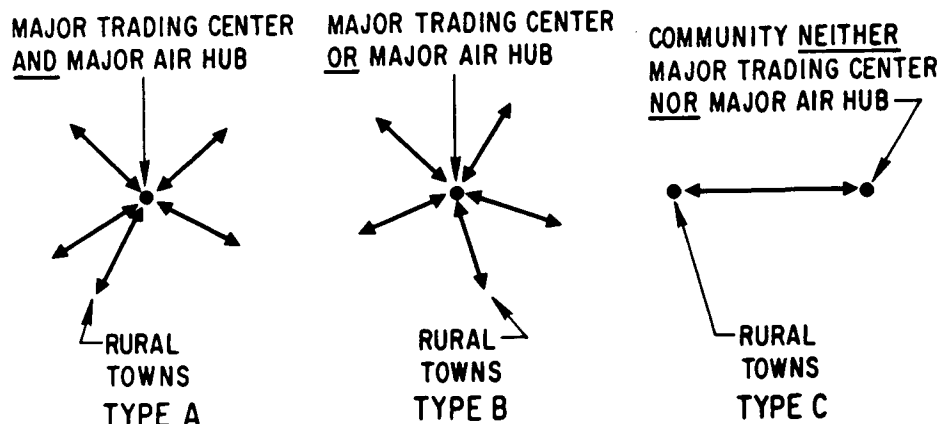 MAJOR TRADING CENTER
AND MAJOR AIR HUB
RURAL
TOWNS
TYPE A
MAJOR TRADING CENTER
OR MAJOR AIR HUB
RURAL
TOWNS
TYPE B
COMMUNITY NEITHER
MAJOR TRADING CENTER
NOR MAJOR AIR HUB
RURAL
TOWNS
TYPE C